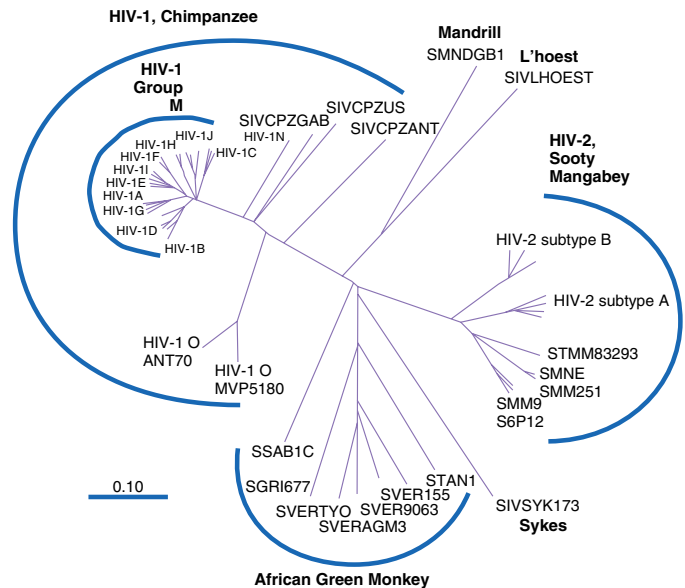 HIV-1, Chimpanzee
Mandrill
SMNDGB1
L'hoest
SIVLHOEST
HIV-1
Group
M
SIVCPZGAB
SIVCPZUS
SIVCPZANT
HIV-1N
HIV-1J
HIV-1H
HIV-1C
HIV-1F
HIV-1I
HIV-1E
HIV-1A
HIV-1G
HIV-1D
HIV-1B
HIV-2,
Sooty
Mangabey
HIV-2 subtype B
HIV-2 subtype A
STMM83293
SMNE
SMM251
SMM9
S6P12
HIV-1 O
ANT70
HIV-1 O
MVP5180
SSAB1C
SGRI677
SVERTYO
SVERAGM3
SVER9063
SVER155
STAN1
SIVSYK173
Sykes
0.10
African Green Monkey